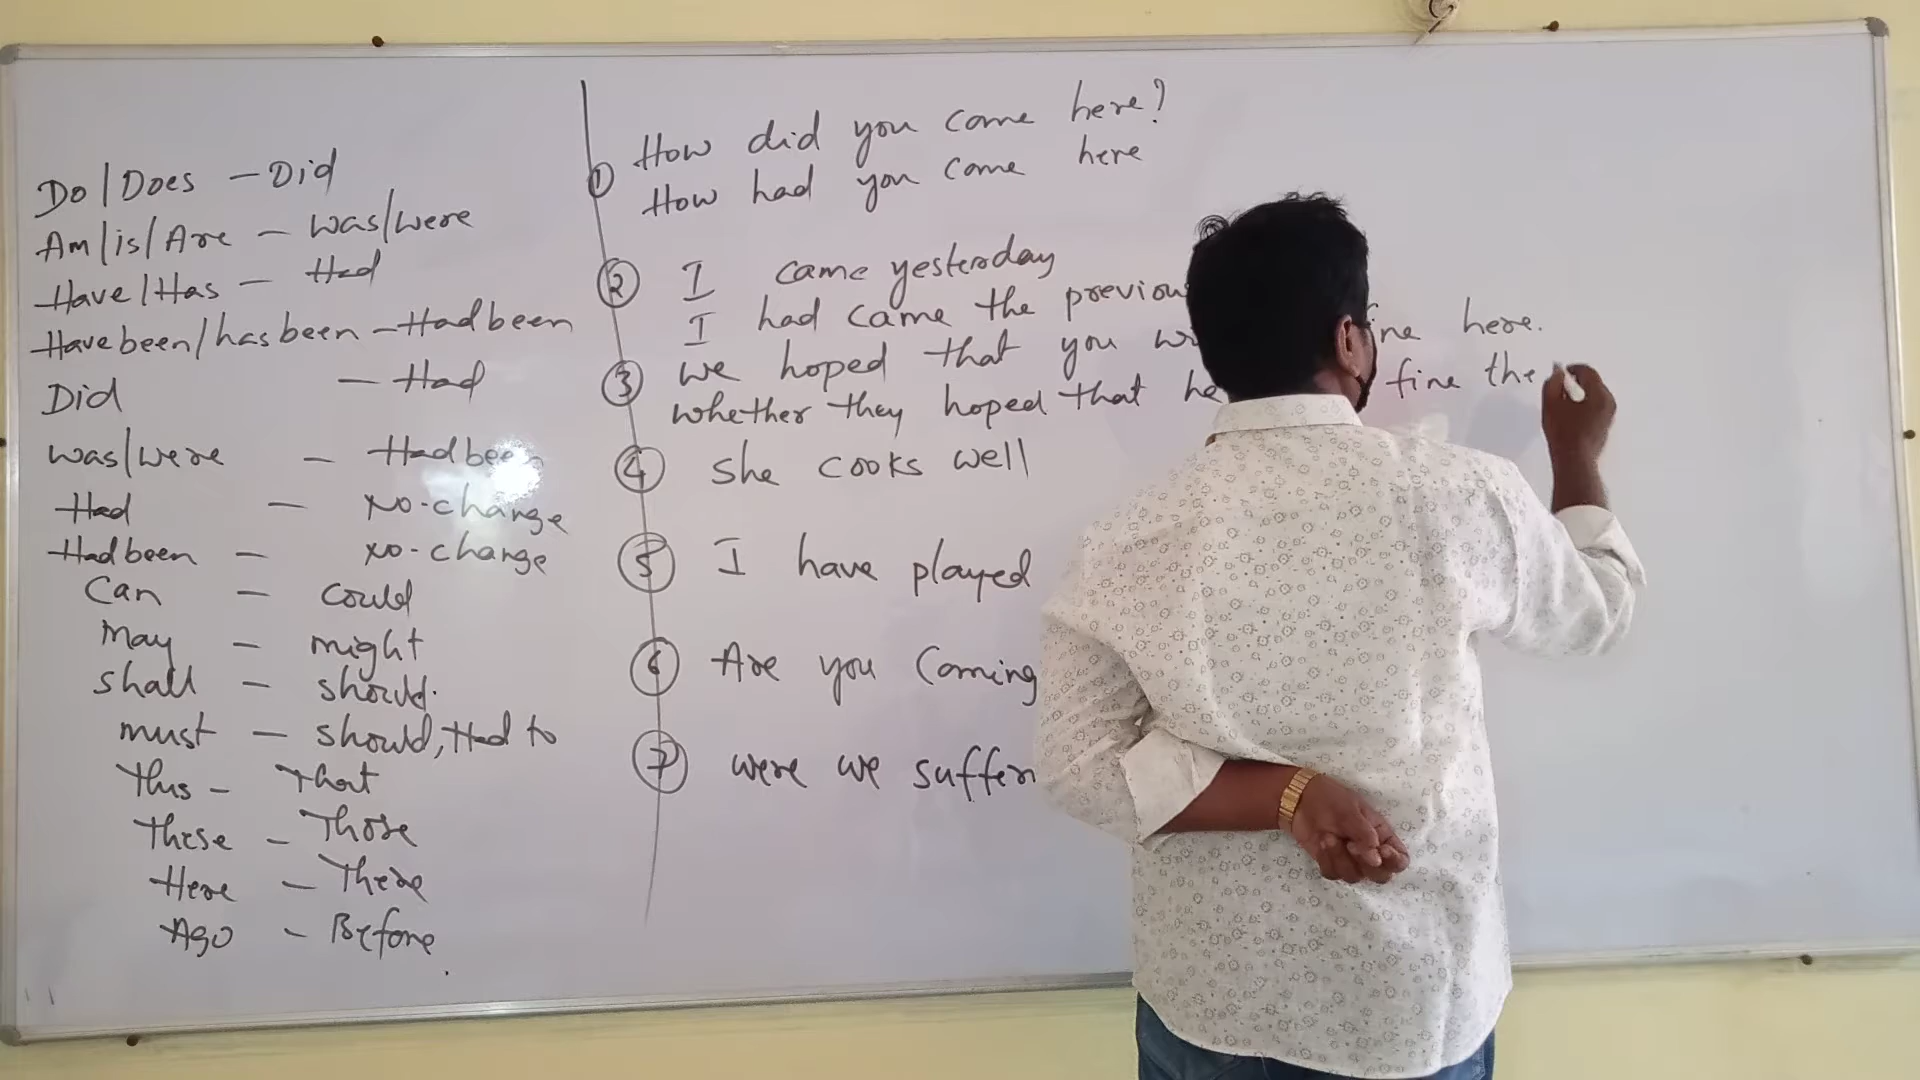 Do/Does - Did
Am/is/Are - was/were
Have/Has - Had
Have been/has been - Had been
Did - Had
was/were - Had been
Had - No-change
Had been - No-change
Can - could
May - might
shall - should.
must - should, Had to
This - That
These - Those
Here - There
Ago - Before.
① How did you come here?
How had you come here
② I came yesterday
I had came the
③ we hoped that you here.
whether they hoped that he fine
④ She cooks well
⑤ I have played
⑥ Are you Coming
⑦ were we